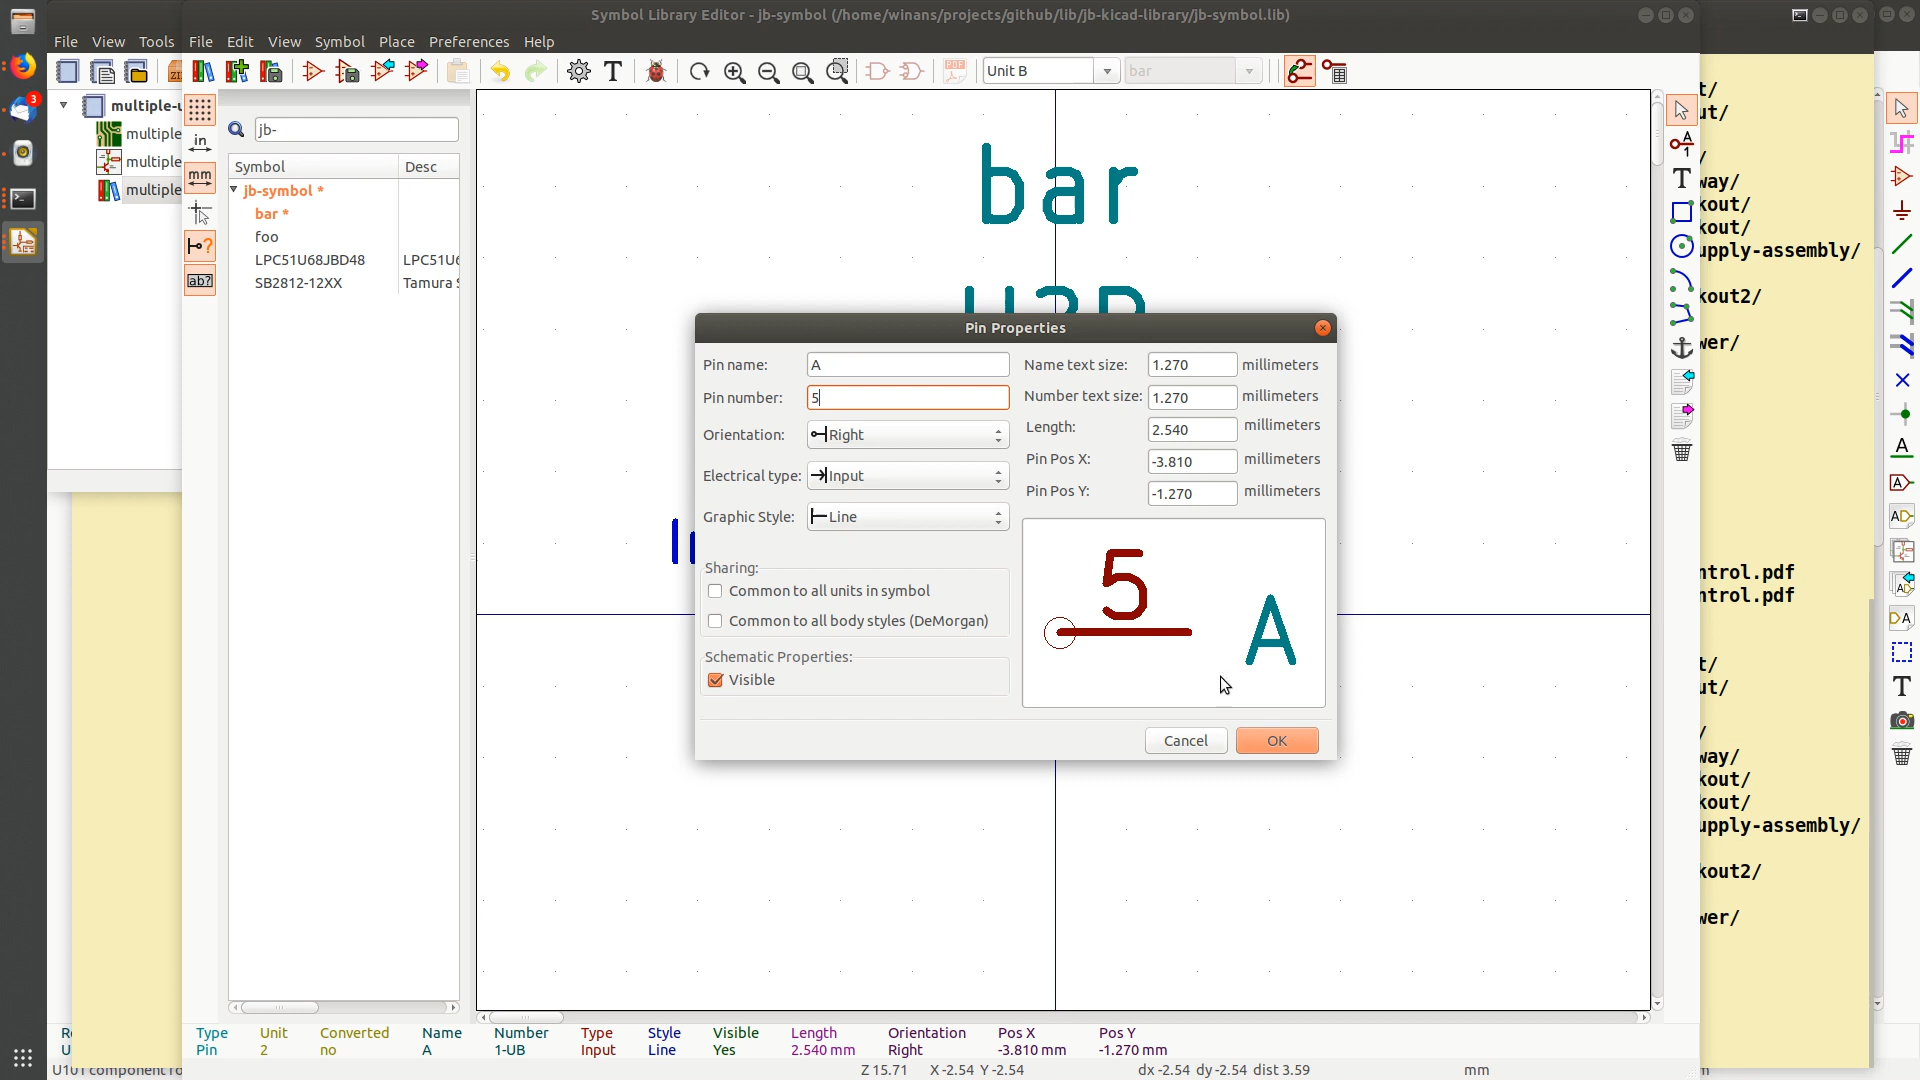 Symbol Library Editor - jb-symbol (/home/winans/projects/github/lib/jb-kicad-library/jb-symbol.lib)
File View Tools File Edit View Symbol Place Preferences Help
Unit B
bar
multiple-u
multiple
multiple
multiple
in
mm
ab?
jb-
Symbol Desc
jb-symbol *
bar *
foo
LPC51U68JBD48 LPC51U6
SB2812-12XX Tamura S
bar
Pin Properties
Pin name: A
Pin number: 5
Orientation: Right
Electrical type: Input
Graphic Style: Line
Sharing:
Common to all units in symbol
Common to all body styles (DeMorgan)
Schematic Properties:
Visible
Name text size: 1.270 millimeters
Number text size: 1.270 millimeters
Length: 2.540 millimeters
Pin Pos X: -3.810 millimeters
Pin Pos Y: -1.270 millimeters
5
A
Cancel OK
t/
ut/
/
way/
kout/
kout/
upply-assembly/
kout2/
wer/
ntrol.pdf
ntrol.pdf
t/
ut/
/
way/
kout/
kout/
upply-assembly/
kout2/
wer/
Type Unit Converted Name Number Type Style Visible Length Orientation Pos X Pos Y
Pin 2 no A 1-UB Input Line Yes 2.540 mm Right -3.810 mm -1.270 mm
Z 15.71 X -2.54 Y -2.54 dx -2.54 dy -2.54 dist 3.59 mm